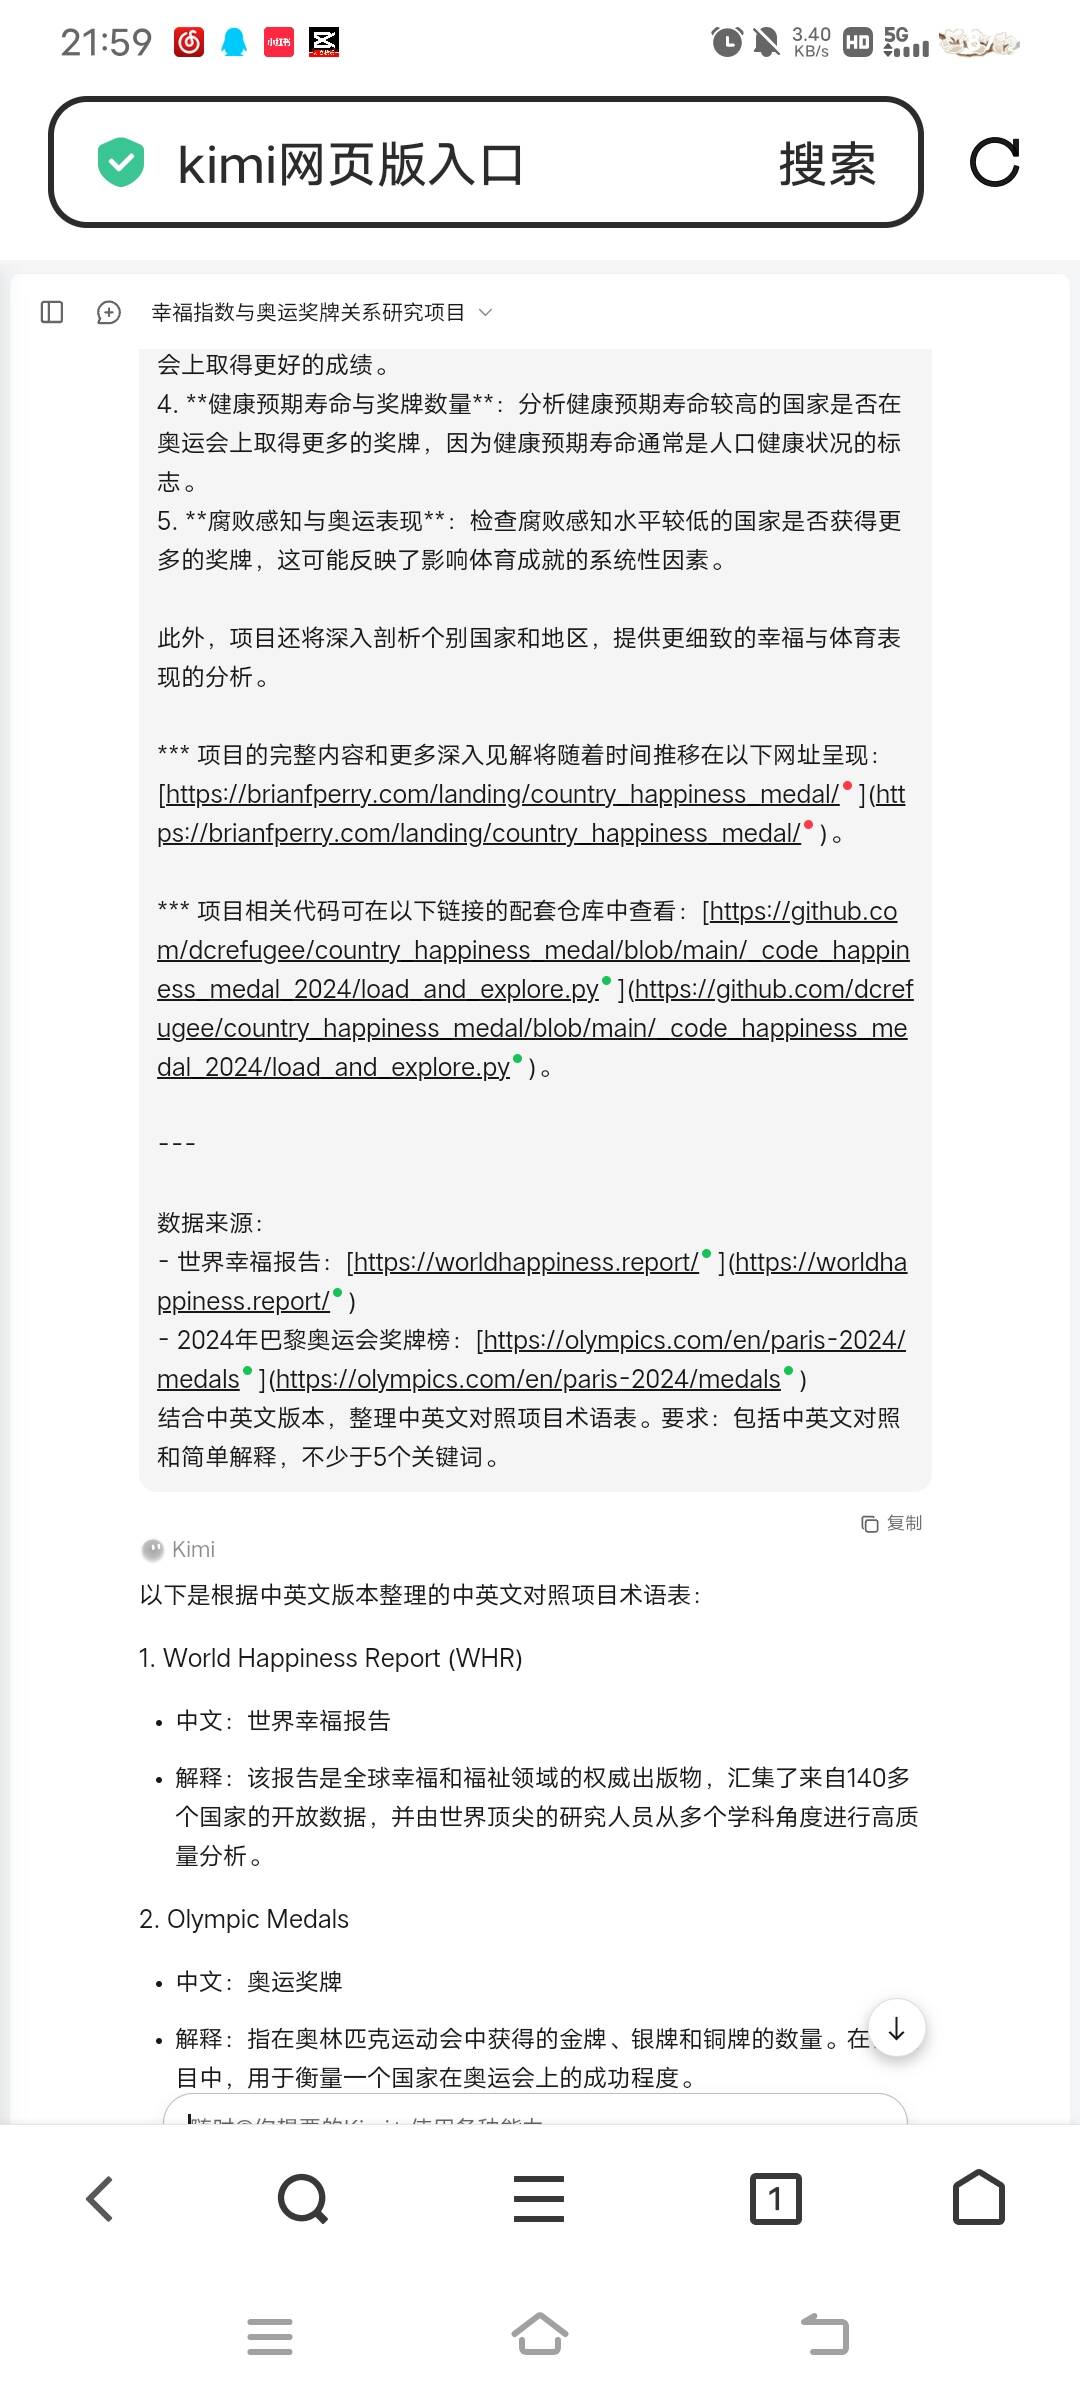 21:59
小红书
3.40
KB/s
HD
5G
kimi网页版入口
搜索
幸福指数与奥运奖牌关系研究项目
会上取得更好的成绩。
4. **健康预期寿命与奖牌数量**：分析健康预期寿命较高的国家是否在
奥运会上取得更多的奖牌，因为健康预期寿命通常是人口健康状况的标
志。
5. **腐败感知与奥运表现**：检查腐败感知水平较低的国家是否获得更
多的奖牌，这可能反映了影响体育成就的系统性因素。
此外，项目还将深入剖析个别国家和地区，提供更细致的幸福与体育表
现的分析。
*** 项目的完整内容和更多深入见解将随着时间推移在以下网址呈现：
[https://brianfperry.com/landing/country_happiness_medal/](htt
ps://brianfperry.com/landing/country_happiness_medal/)。
*** 项目相关代码可在以下链接的配套仓库中查看：[https://github.co
m/dcrefugee/country_happiness_medal/blob/main/_code_happin
ess_medal_2024/load_and_explore.py](https://github.com/dcref
ugee/country_happiness_medal/blob/main/_code_happiness_me
dal_2024/load_and_explore.py)。
---
数据来源：
- 世界幸福报告：[https://worldhappiness.report/](https://worldha
ppiness.report/)
- 2024年巴黎奥运会奖牌榜：[https://olympics.com/en/paris-2024/
medals](https://olympics.com/en/paris-2024/medals)
结合中英文版本，整理中英文对照项目术语表。要求：包括中英文对照
和简单解释，不少于5个关键词。
复制
Kimi
以下是根据中英文版本整理的中英文对照项目术语表：
1. World Happiness Report (WHR)
• 中文：世界幸福报告
• 解释：该报告是全球幸福和福祉领域的权威出版物，汇集了来自140多
个国家的开放数据，并由世界顶尖的研究人员从多个学科角度进行高质
量分析。
2. Olympic Medals
• 中文：奥运奖牌
• 解释：指在奥林匹克运动会中获得的金牌、银牌和铜牌的数量。在
目中，用于衡量一个国家在奥运会上的成功程度。
1